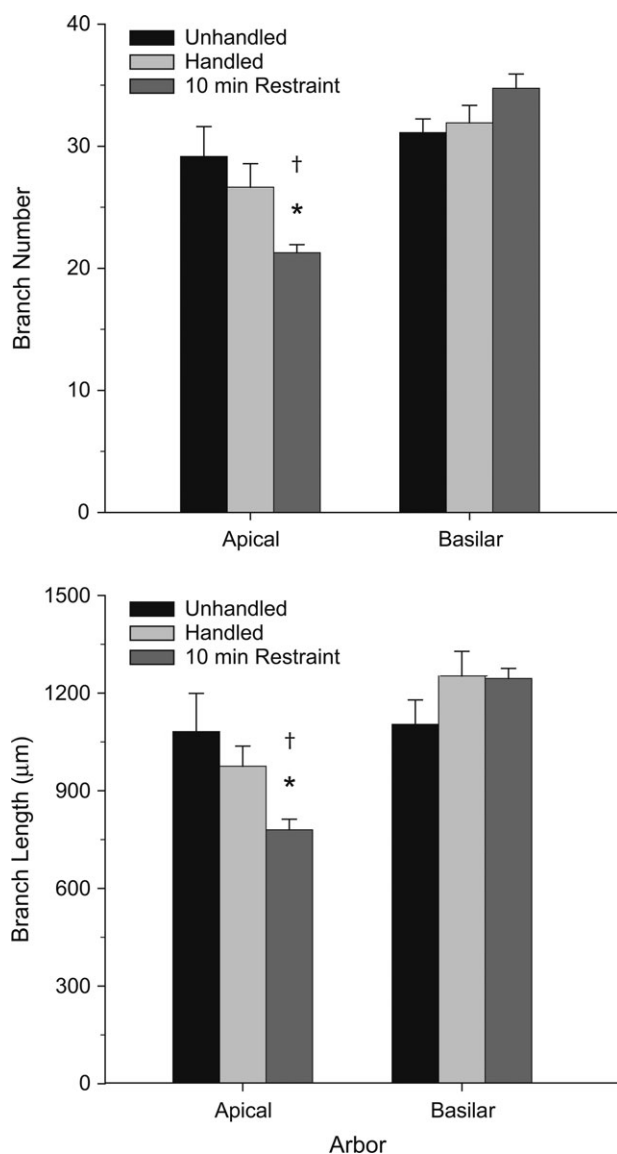 40
Unhandled
Handled
10 min Restraint
30
†
*
20
10
0
Branch Number
Apical Basilar
1500
Unhandled
Handled
10 min Restraint
1200
†
*
900
600
300
0
Branch Length (μm)
Apical Basilar
Arbor